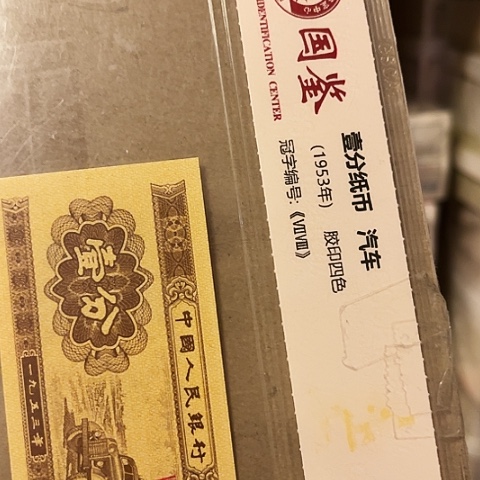 国鉴
IDENTIFICATION CENTER
壹分纸币 汽车
(1953年) 胶印四色
冠字编号:《ⅦⅣⅧ》
中國人民銀行
壹分
一九五三年